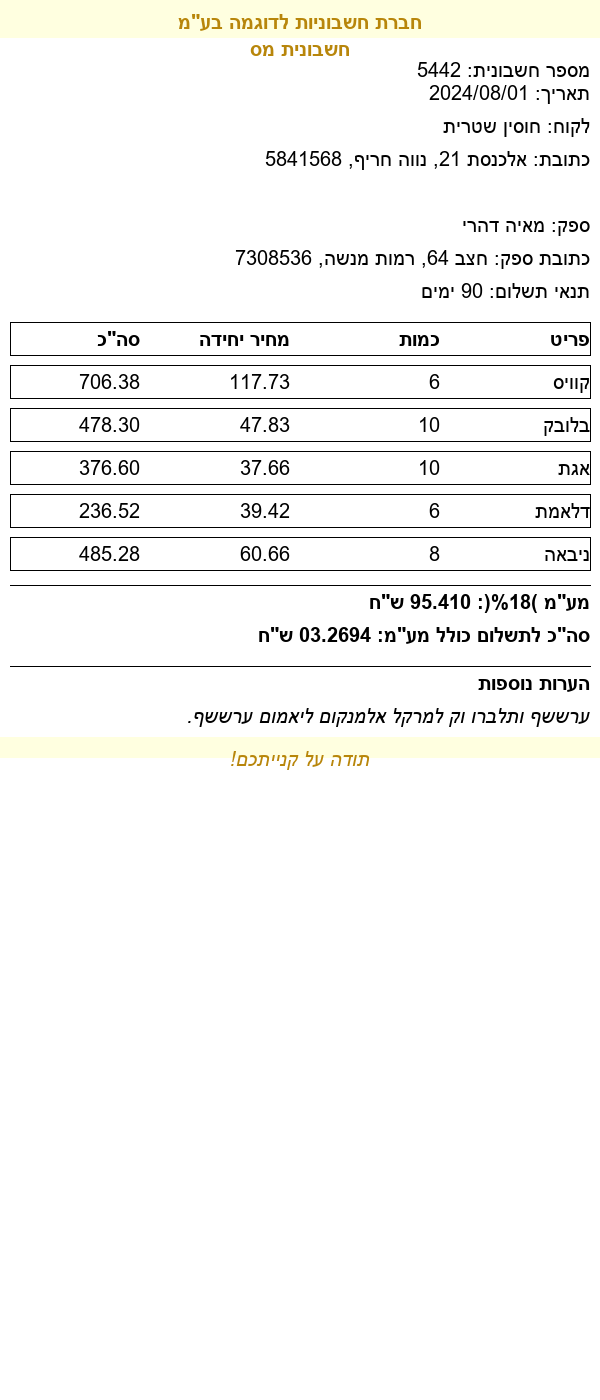 חברת חשבוניות לדוגמה בע"מ
חשבונית מס
מספר חשבונית: 5442
תאריך: 2024/08/01
לקוח: חוסין שטרית
כתובת: אלכנסת 21, נווה חריף, 5841568
ספק: מאיה דהרי
כתובת ספק: חצב 64, רמות מנשה, 7308536
תנאי תשלום: 90 ימים
פריט כמות מחיר יחידה סה"כ
קוויס 6 117.73 706.38
בלובק 10 47.83 478.30
אגת 10 37.66 376.60
דלאמת 6 39.42 236.52
ניבאה 8 60.66 485.28
מע"מ )18%(: 95.410 ש"ח
סה"כ לתשלום כולל מע"מ: 03.2694 ש"ח
הערות נוספות
ערששף ותלברו וק למרקל אלמנקום ליאמום ערששף.
תודה על קנייתכם!